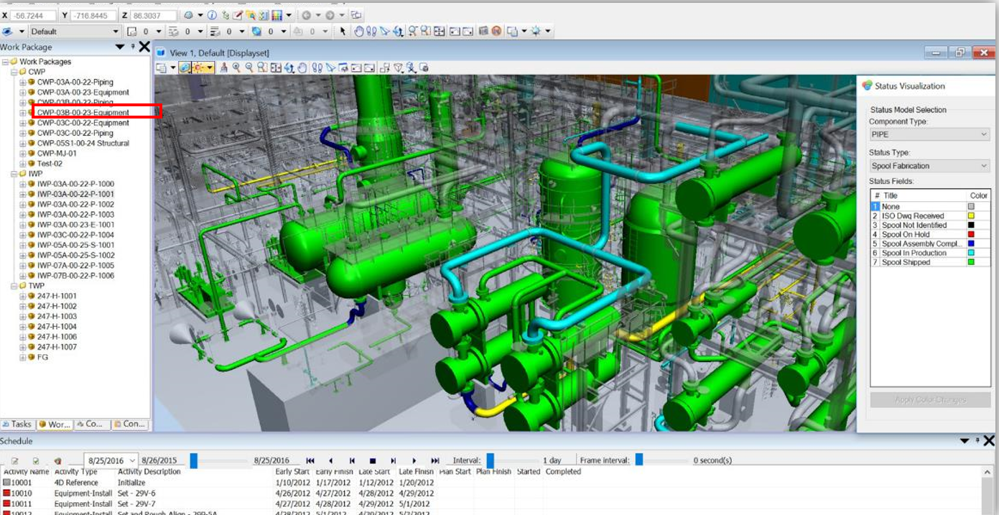 X -56.7244 Y -716.8445 Z 86.3037
Default 0 0 0 0 0
Work Package
View 1, Default [Displayset]
Work Packages
CWP
CWP-03A-00-22-Piping
CWP-03A-00-23-Equipment
CWP-03B-00-22-Piping
CWP-03B-00-23-Equipment
CWP-03C-00-22-Equipment
CWP-03C-00-22-Piping
CWP-05S1-00-24 Structural
CWP-MJ-01
Test-02
IWP
IWP-03A-00-22-P-1000
IWP-03A-00-22-P-1001
IWP-03A-00-22-P-1002
IWP-03A-00-22-P-1003
IWP-03A-00-23-E-1001
IWP-03C-00-22-P-1004
IWP-05A-00-25-S-1001
IWP-05A-00-25-S-1002
IWP-07A-00-22-P-1005
IWP-07B-00-22-P-1006
TWP
247-H-1001
247-H-1002
247-H-1003
247-H-1004
247-H-1006
247-H-1007
FG
Tasks Wor... Co... Con...
Status Visualization
Status Model Selection
Component Type:
PIPE
Status Type:
Spool Fabrication
Status Fields:
# Title Color
1 None
2 ISO Dwg Received
3 Spool Not Identified
4 Spool On Hold
5 Spool Assembly Compl...
6 Spool In Production
7 Spool Shipped
Apply Color Changes
Schedule
8/25/2016 8/26/2015 8/25/2016 Interval: 1 day Frame interval: 0 second(s)
Activity Name Activity Type Activity Description Early Start Early Finish Late Start Late Finish Plan Start Plan Finish Started Completed
10001 4D Reference Initialize 1/10/2012 1/17/2012 1/12/2012 1/20/2012
10010 Equipment-Install Set - 29V-6 4/26/2012 4/27/2012 4/28/2012 4/29/2012
10011 Equipment-Install Set - 29V-7 4/27/2012 4/28/2012 4/29/2012 5/1/2012
10012 Equipment-Install Set and Rough Align - 29P-5A 4/28/2012 5/1/2012 4/30/2012 5/3/2012